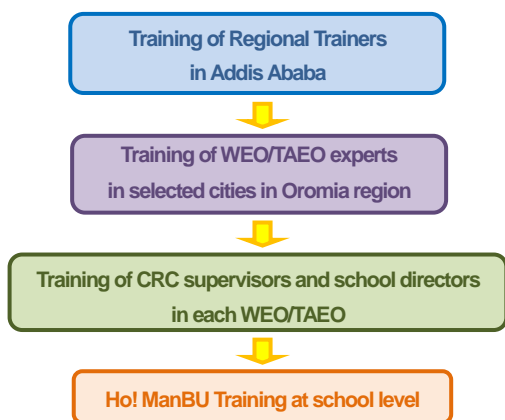 Training of Regional Trainers
in Addis Ababa
Training of WEO/TAEO experts
in selected cities in Oromia region
Training of CRC supervisors and school directors
in each WEO/TAEO
Ho! ManBU Training at school level